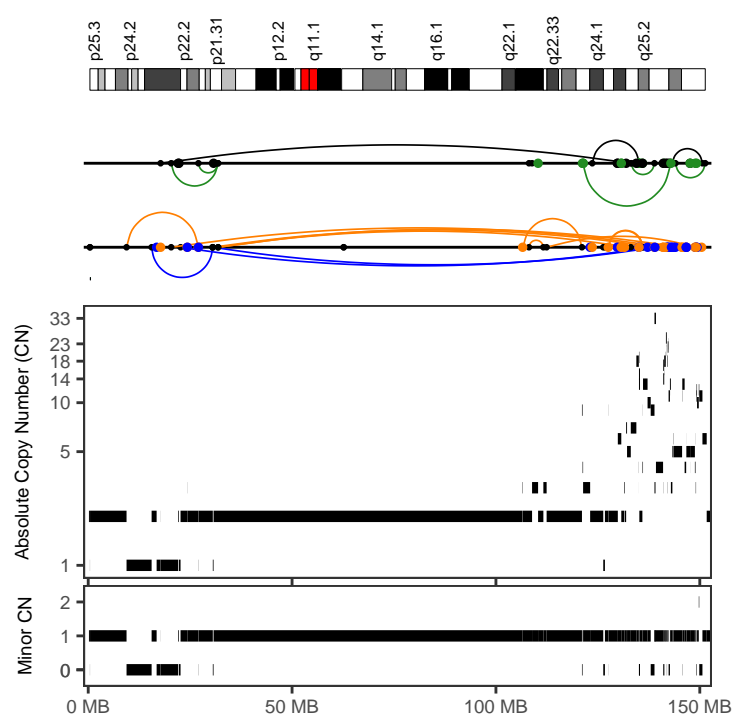 p25.3 p24.2 p22.2 p21.31 p12.2 q11.1 q14.1 q16.1 q22.1 q22.33 q24.1 q25.2
Absolute Copy Number (CN)
33
23
18
14
10
5
1
Minor CN
2
1
0
0 MB 50 MB 100 MB 150 MB